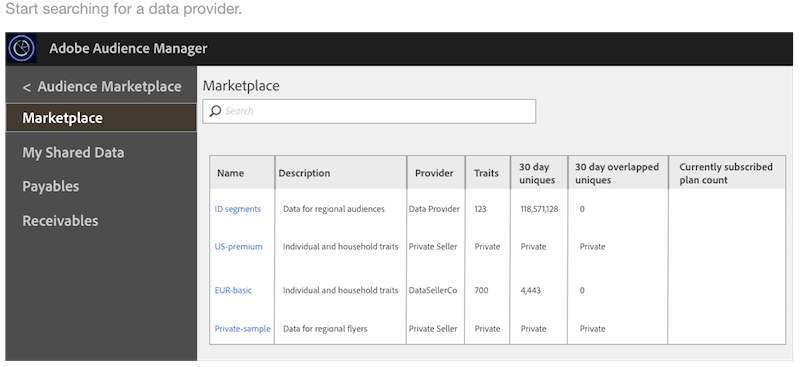 Start searching for a data provider.
Adobe Audience Manager
< Audience Marketplace
Marketplace
My Shared Data
Payables
Receivables
Marketplace
Search
Name Description Provider Traits 30 day uniques 30 day overlapped uniques Currently subscribed plan count
ID segments Data for regional audiences Data Provider 123 118,571,128 0
US-premium Individual and household traits Private Seller Private Private Private
EUR-basic Individual and household traits DataSellerCo 700 4,443 0
Private-sample Data for regional flyers Private Seller Private Private Private